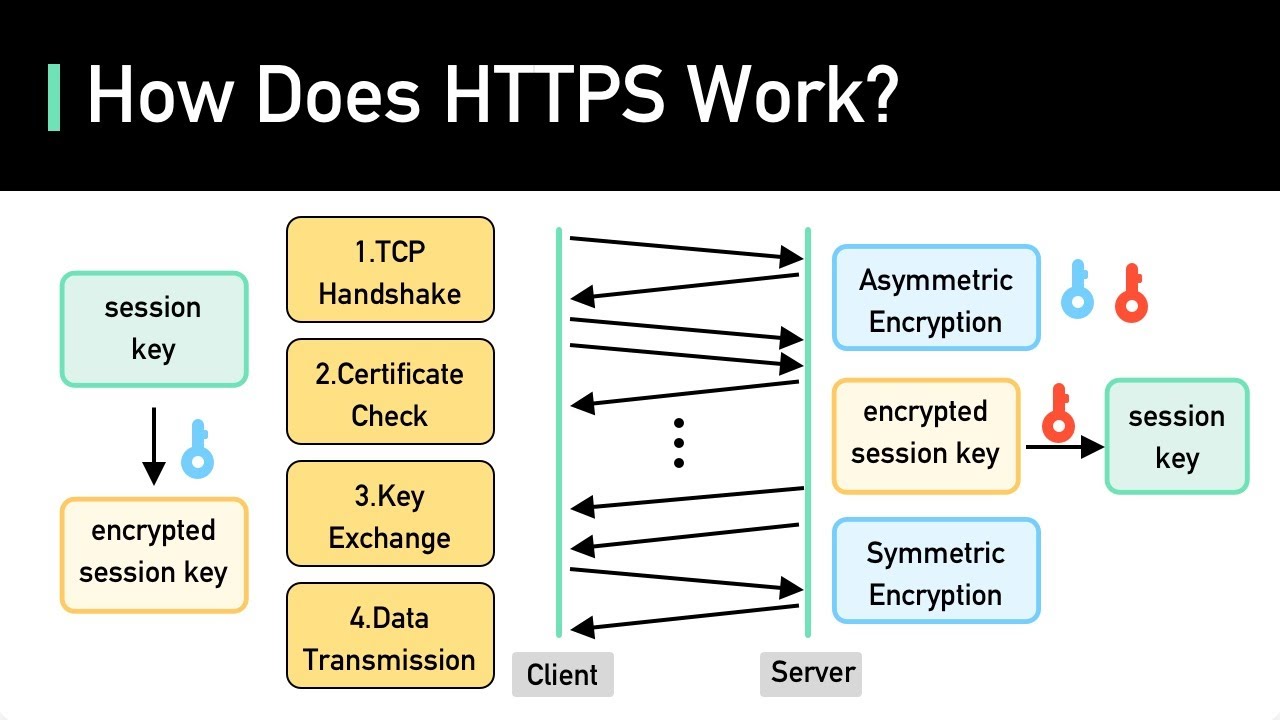 How Does HTTPS Work?
session
key
encrypted
session key
1.TCP
Handshake
2.Certificate
Check
3.Key
Exchange
4.Data
Transmission
Client
Server
Asymmetric
Encryption
encrypted
session key
session
key
Symmetric
Encryption